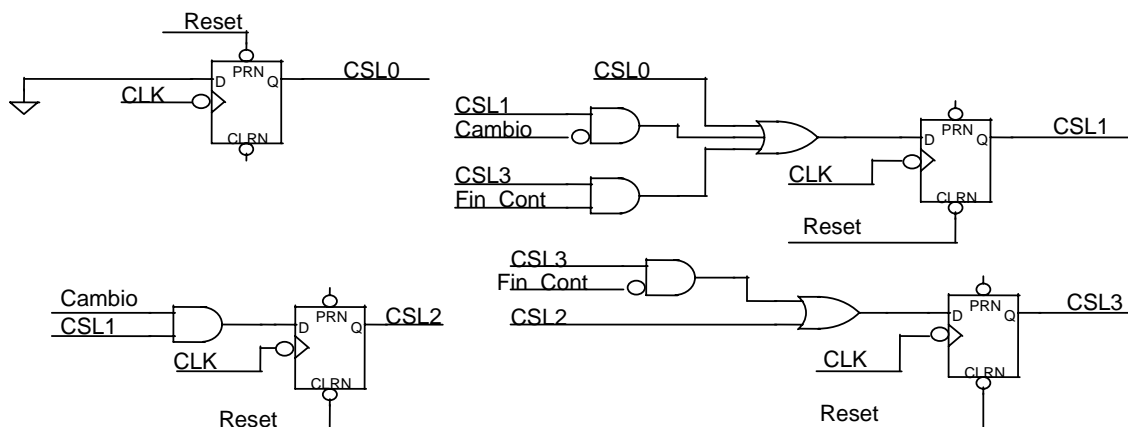 Reset
D
PRN
Q
CLRN
CLK
CSL0
CSL0
CSL1
Cambio
CSL3
Fin_Cont
D
PRN
Q
CLRN
CLK
Reset
CSL1
Cambio
CSL1
D
PRN
Q
CLRN
CLK
Reset
CSL2
CSL3
Fin_Cont
CSL2
D
PRN
Q
CLRN
CLK
Reset
CSL3